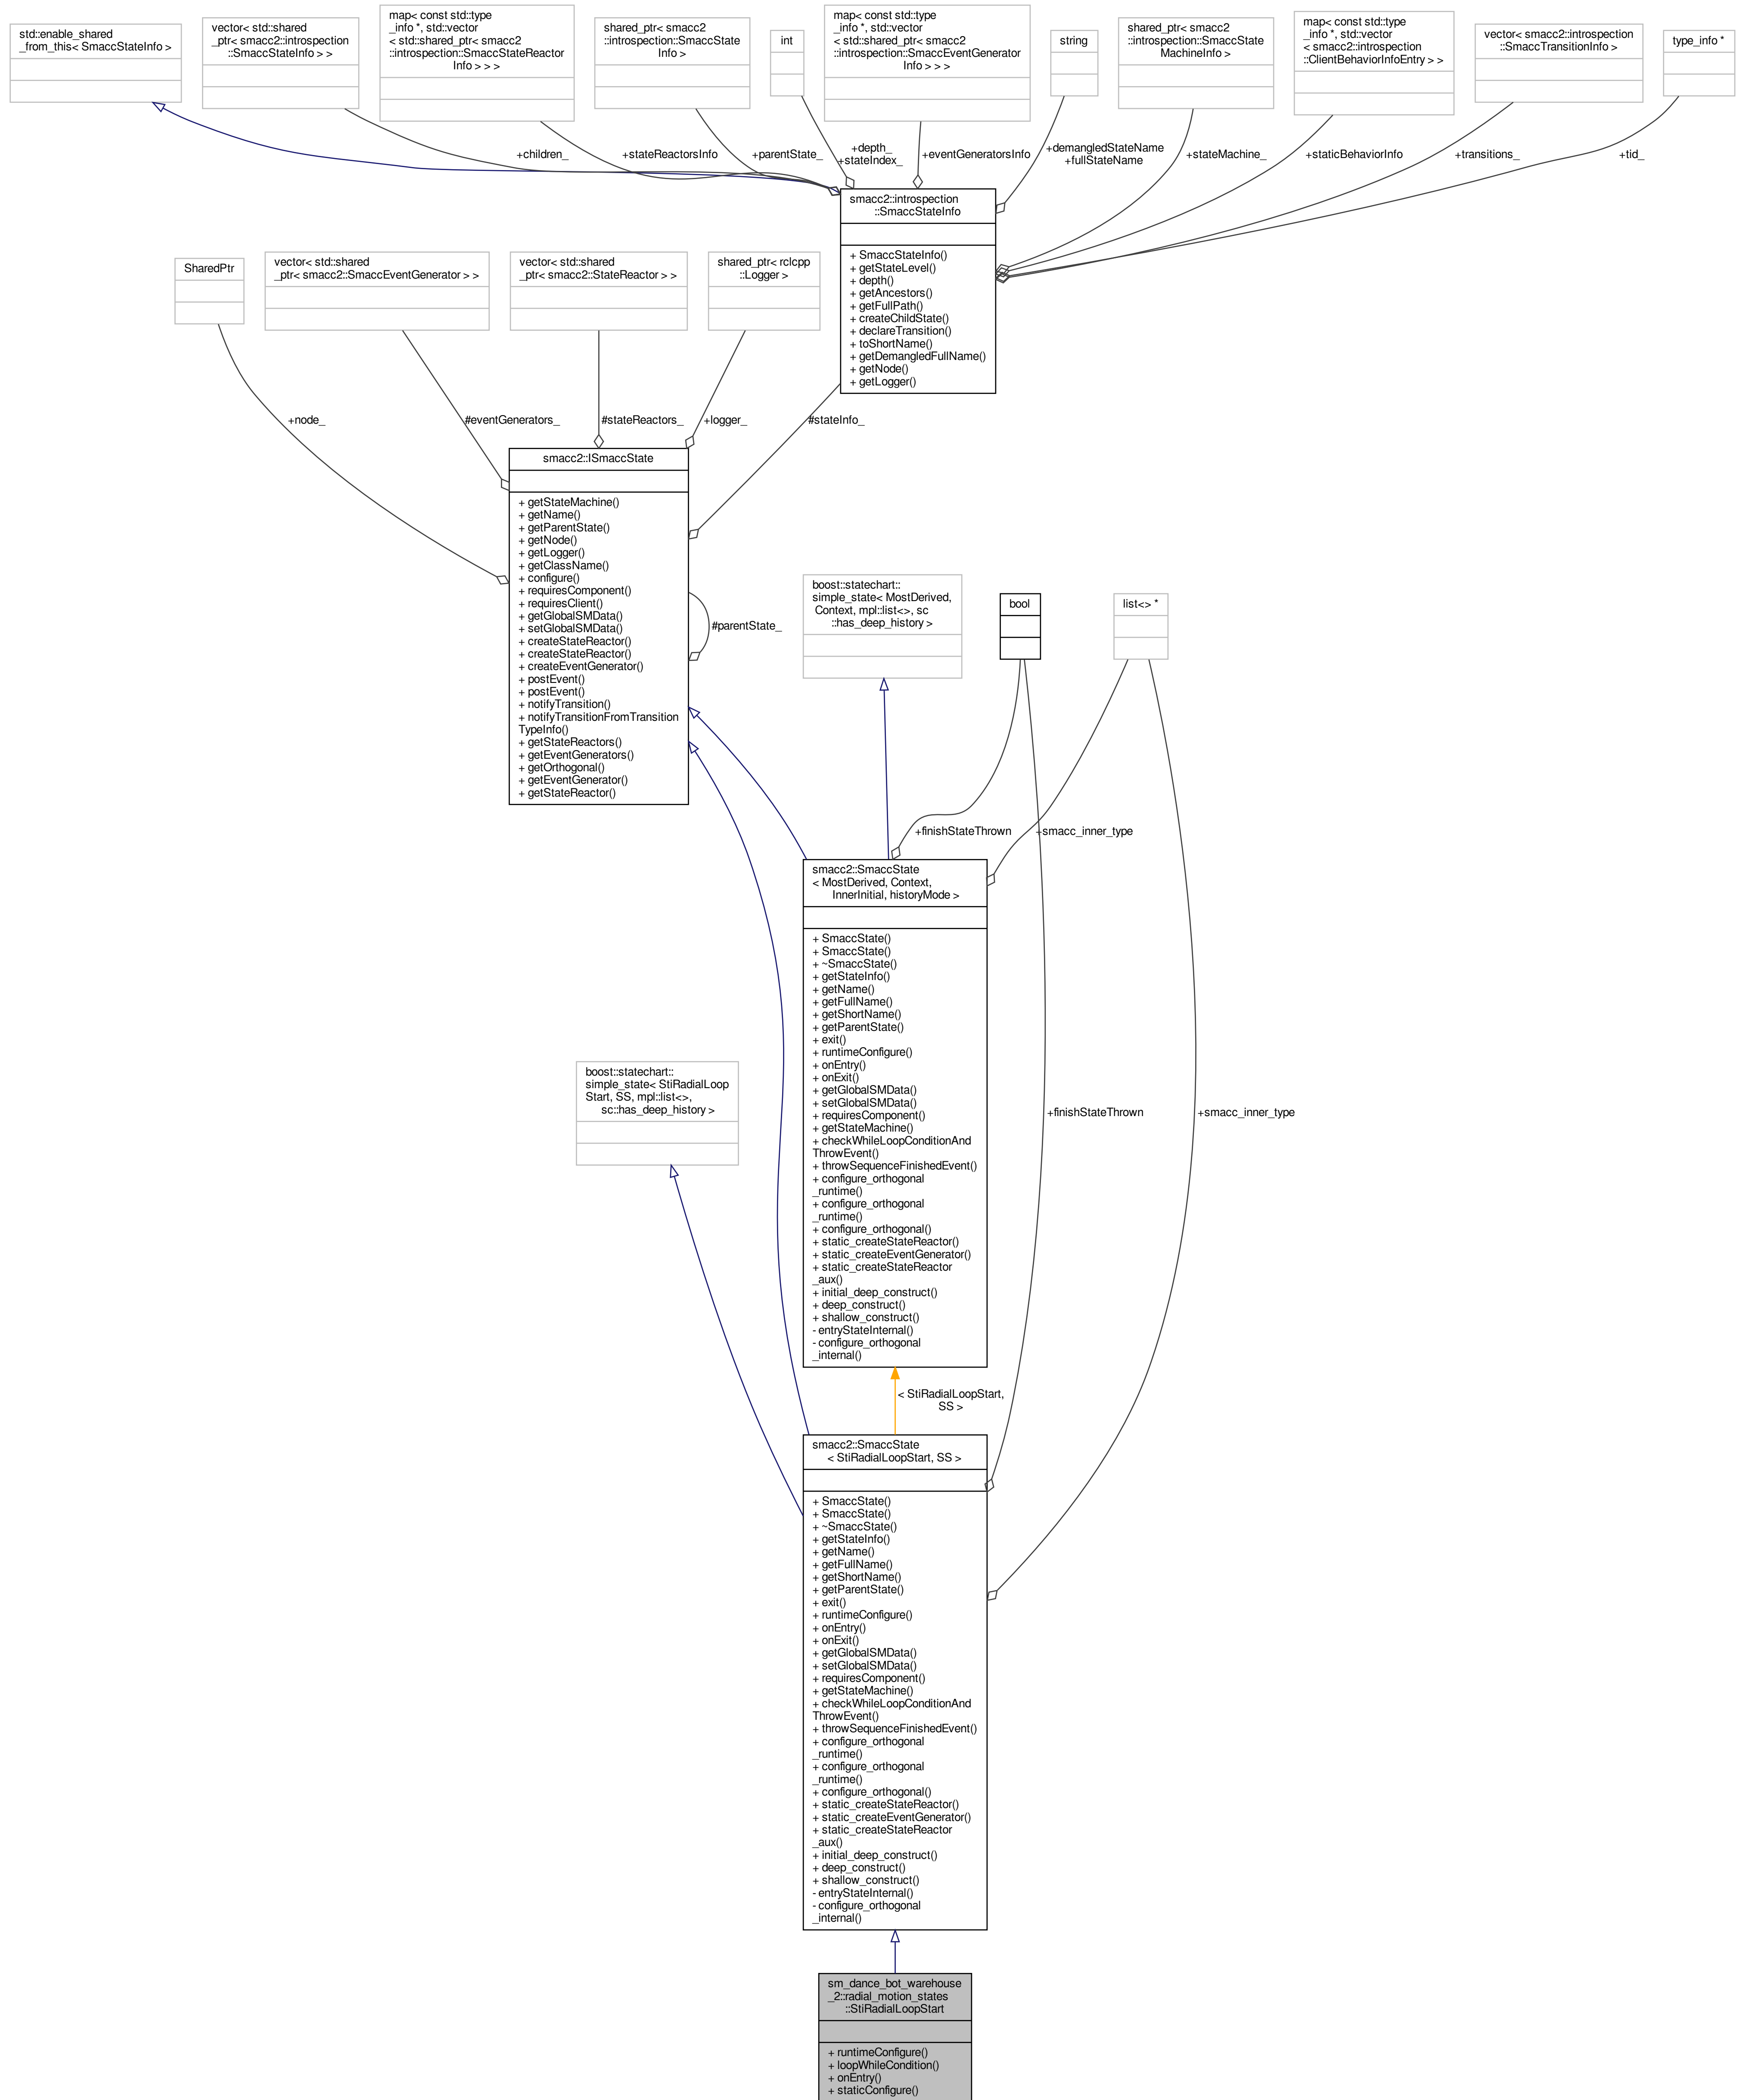 std::enable_shared
_from_this< SmaccStateInfo >
vector< std::shared
_ptr< smacc2::introspection
::SmaccStateInfo > >
map< const std::type
_info *, std::vector
< std::shared_ptr< smacc2
::introspection::SmaccStateReactor
Info > > >
shared_ptr< smacc2
::introspection::SmaccState
Info >
int
map< const std::type
_info *, std::vector
< std::shared_ptr< smacc2
::introspection::SmaccEventGenerator
Info > > >
string
shared_ptr< smacc2
::introspection::SmaccState
MachineInfo >
map< const std::type
_info *, std::vector
< smacc2::introspection
::ClientBehaviorInfoEntry > >
vector< smacc2::introspection
::SmaccTransitionInfo >
type_info *
+children_
+stateReactorsInfo
+parentState_
+depth_
+stateIndex_
+eventGeneratorsInfo
+demangledStateName
+fullStateName
+stateMachine_
+staticBehaviorInfo
+transitions_
+tid_
smacc2::introspection
::SmaccStateInfo
+ SmaccStateInfo()
+ getStateLevel()
+ depth()
+ getAncestors()
+ getFullPath()
+ createChildState()
+ declareTransition()
+ toShortName()
+ getDemangledFullName()
+ getNode()
+ getLogger()
SharedPtr
vector< std::shared
_ptr< smacc2::SmaccEventGenerator > >
vector< std::shared
_ptr< smacc2::StateReactor > >
shared_ptr< rclcpp
::Logger >
+node_
#eventGenerators_
#stateReactors_
+logger_
#stateInfo_
smacc2::ISmaccState
+ getStateMachine()
+ getName()
+ getParentState()
+ getNode()
+ getLogger()
+ getClassName()
+ configure()
+ requiresComponent()
+ requiresClient()
+ getGlobalSMData()
+ setGlobalSMData()
+ createStateReactor()
+ createStateReactor()
+ createEventGenerator()
+ postEvent()
+ postEvent()
+ notifyTransition()
+ notifyTransitionFromTransition
TypeInfo()
+ getStateReactors()
+ getEventGenerators()
+ getOrthogonal()
+ getEventGenerator()
+ getStateReactor()
#parentState_
boost::statechart::
simple_state< MostDerived,
Context, mpl::list<>, sc
::has_deep_history >
bool
list<> *
+finishStateThrown
+smacc_inner_type
smacc2::SmaccState
< MostDerived, Context,
InnerInitial, historyMode >
+ SmaccState()
+ SmaccState()
+ ~SmaccState()
+ getStateInfo()
+ getName()
+ getFullName()
+ getShortName()
+ getParentState()
+ exit()
+ runtimeConfigure()
+ onEntry()
+ onExit()
+ getGlobalSMData()
+ setGlobalSMData()
+ requiresComponent()
+ getStateMachine()
+ checkWhileLoopConditionAnd
ThrowEvent()
+ throwSequenceFinishedEvent()
+ configure_orthogonal
_runtime()
+ configure_orthogonal
_runtime()
+ configure_orthogonal()
+ static_createStateReactor()
+ static_createEventGenerator()
+ static_createStateReactor
_aux()
+ initial_deep_construct()
+ deep_construct()
+ shallow_construct()
- entryStateInternal()
- configure_orthogonal
_internal()
boost::statechart::
simple_state< StiRadialLoop
Start, SS, mpl::list<>,
sc::has_deep_history >
+finishStateThrown
+smacc_inner_type
< StiRadialLoopStart,
SS >
smacc2::SmaccState
< StiRadialLoopStart, SS >
+ SmaccState()
+ SmaccState()
+ ~SmaccState()
+ getStateInfo()
+ getName()
+ getFullName()
+ getShortName()
+ getParentState()
+ exit()
+ runtimeConfigure()
+ onEntry()
+ onExit()
+ getGlobalSMData()
+ setGlobalSMData()
+ requiresComponent()
+ getStateMachine()
+ checkWhileLoopConditionAnd
ThrowEvent()
+ throwSequenceFinishedEvent()
+ configure_orthogonal
_runtime()
+ configure_orthogonal
_runtime()
+ configure_orthogonal()
+ static_createStateReactor()
+ static_createEventGenerator()
+ static_createStateReactor
_aux()
+ initial_deep_construct()
+ deep_construct()
+ shallow_construct()
- entryStateInternal()
- configure_orthogonal
_internal()
sm_dance_bot_warehouse
_2::radial_motion_states
::StiRadialLoopStart
+ runtimeConfigure()
+ loopWhileCondition()
+ onEntry()
+ staticConfigure()